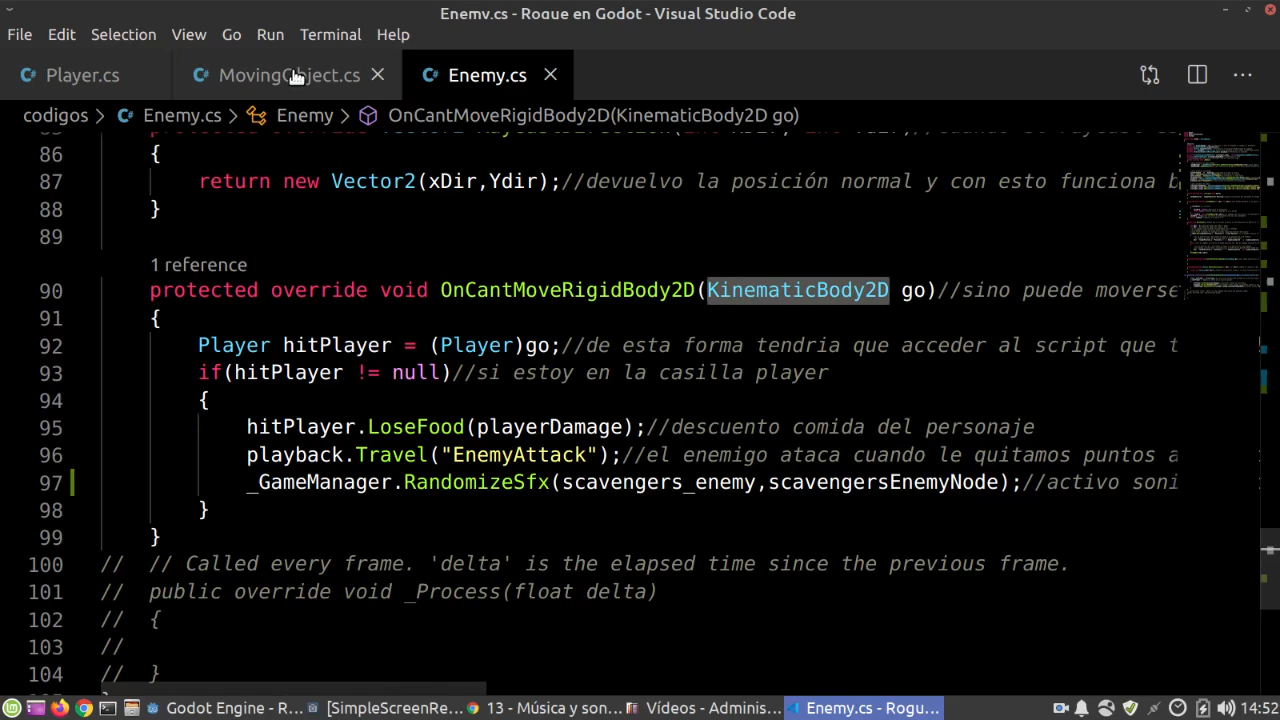 Enemy.cs - Rogue en Godot - Visual Studio Code
File Edit Selection View Go Run Terminal Help
Player.cs MovingObject.cs Enemy.cs
codigos > Enemy.cs > Enemy > OnCantMoveRigidBody2D(KinematicBody2D go)
86 {
87 return new Vector2(xDir,Ydir);//devuelvo la posición normal y con esto funciona b
88 }
89
1 reference
90 protected override void OnCantMoveRigidBody2D(KinematicBody2D go)//sino puede moverse
91 {
92 Player hitPlayer = (Player)go;//de esta forma tendria que acceder al script que t
93 if(hitPlayer != null)//si estoy en la casilla player
94 {
95 hitPlayer.LoseFood(playerDamage);//descuento comida del personaje
96 playback.Travel("EnemyAttack");//el enemigo ataca cuando le quitamos puntos a
97 _GameManager.RandomizeSfx(scavengers_enemy,scavengersEnemyNode);//activo soni
98 }
99 }
100 // // Called every frame. 'delta' is the elapsed time since the previous frame.
101 // public override void _Process(float delta)
102 // {
103 //
104 // }
Godot Engine - R... [SimpleScreenRe... 13 - Música y son... Vídeos - Adminis... Enemy.cs - Rogu... 14:52